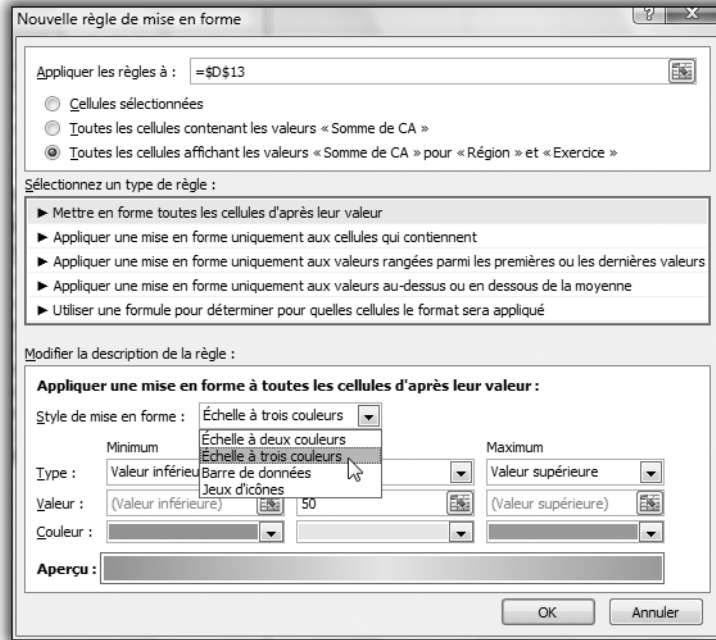 Nouvelle règle de mise en forme
Appliquer les règles à : =$D$13
Cellules sélectionnées
Toutes les cellules contenant les valeurs « Somme de CA »
Toutes les cellules affichant les valeurs « Somme de CA » pour « Région » et « Exercice »
Sélectionnez un type de règle :
► Mettre en forme toutes les cellules d'après leur valeur
► Appliquer une mise en forme uniquement aux cellules qui contiennent
► Appliquer une mise en forme uniquement aux valeurs rangées parmi les premières ou les dernières valeurs
► Appliquer une mise en forme uniquement aux valeurs au-dessus ou en dessous de la moyenne
► Utiliser une formule pour déterminer pour quelles cellules le format sera appliqué
Modifier la description de la règle :
Appliquer une mise en forme à toutes les cellules d'après leur valeur :
Style de mise en forme : Échelle à trois couleurs
Échelle à deux couleurs
Échelle à trois couleurs
Barre de données
Jeux d'icônes
Minimum Maximum
Type : Valeur inférieu Valeur supérieure
Valeur : (Valeur inférieure) 50 (Valeur supérieure)
Couleur :
Aperçu :
OK Annuler